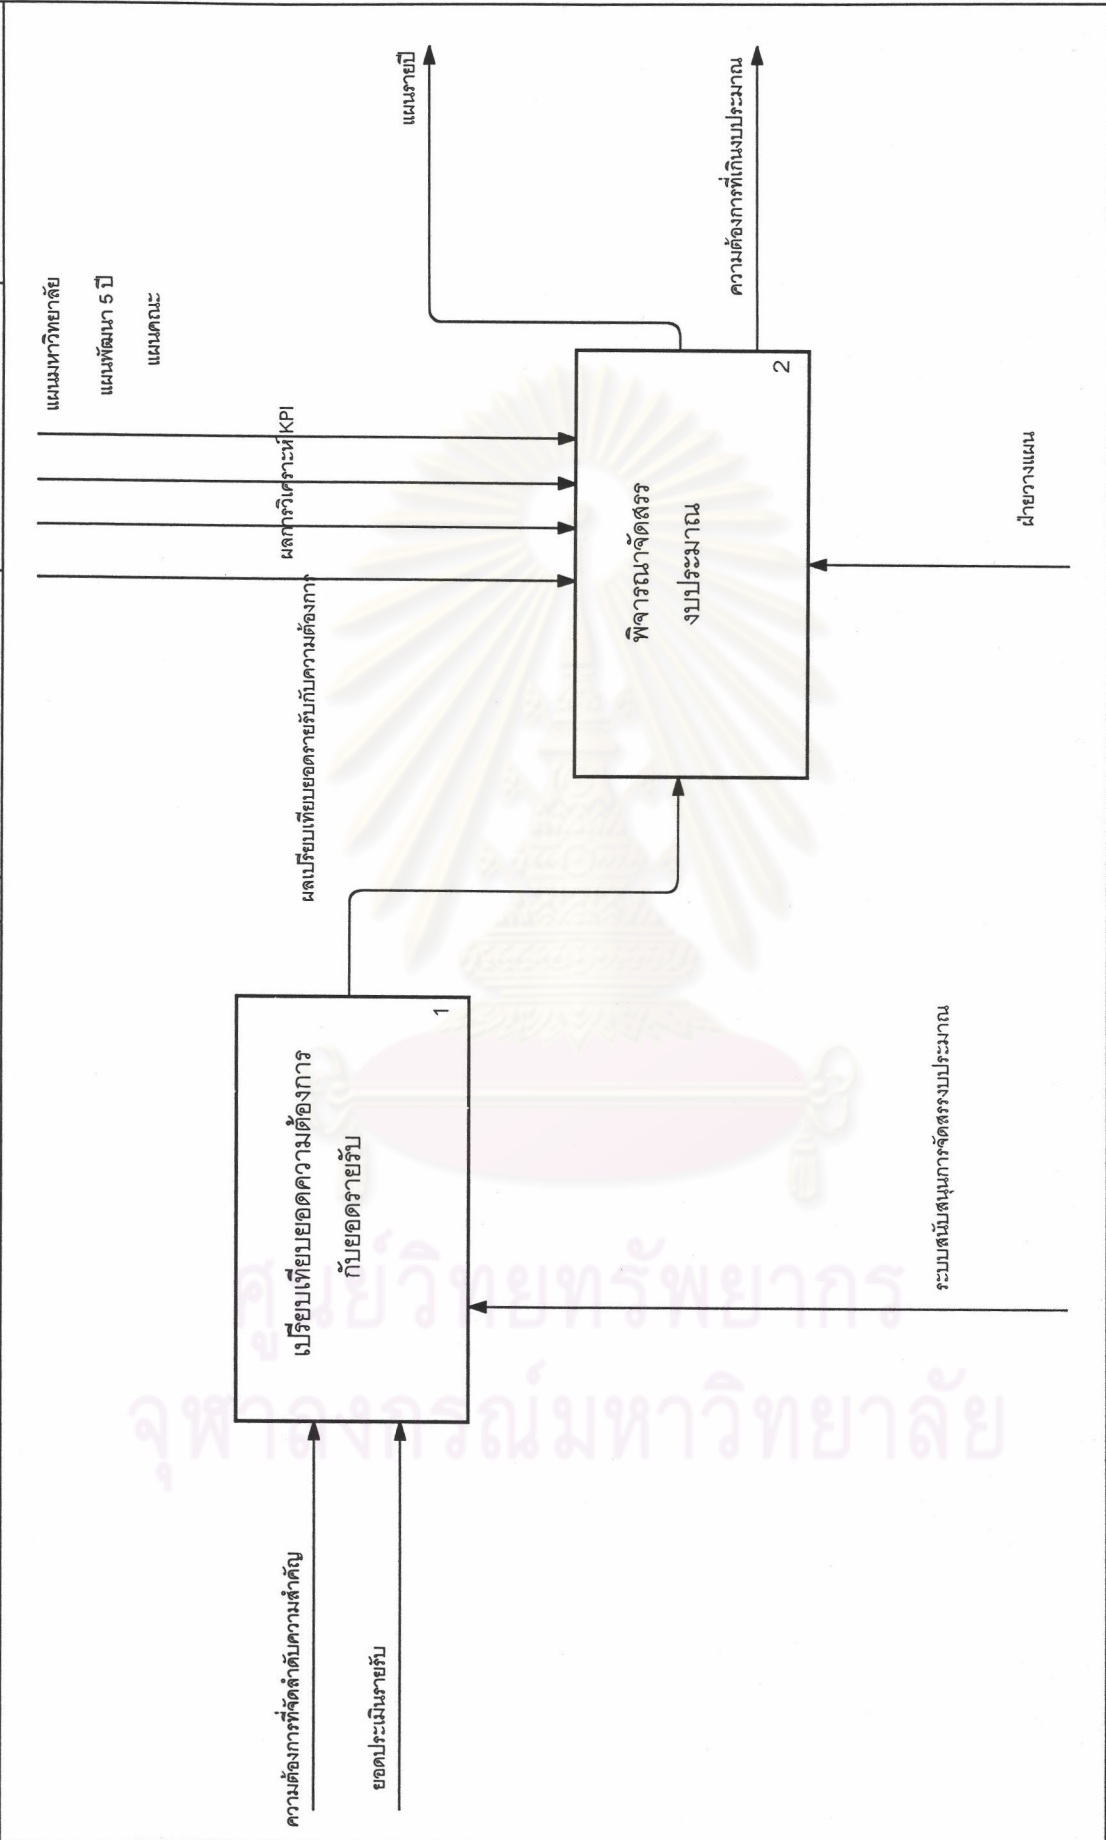 แผนมหาวิทยาลัย
แผนพัฒนา 5 ปี
แผนคณะ
ผลการวิเคราะห์ KPI
ความต้องการที่จัดลำดับความสำคัญ
ยอดประเมินรายรับ
เปรียบเทียบยอดความต้องการ
กับยอดรายรับ
1
ผลเปรียบเทียบยอดรายรับกับความต้องการ
แผนรายปี
พิจารณาจัดสรร
งบประมาณ
2
ความต้องการที่เกินงบประมาณ
ระบบสนับสนุนการจัดสรรงบประมาณ
ฝ่ายวางแผน
ศูนย์วิทยทรัพยากร
จุฬาลงกรณ์มหาวิทยาลัย